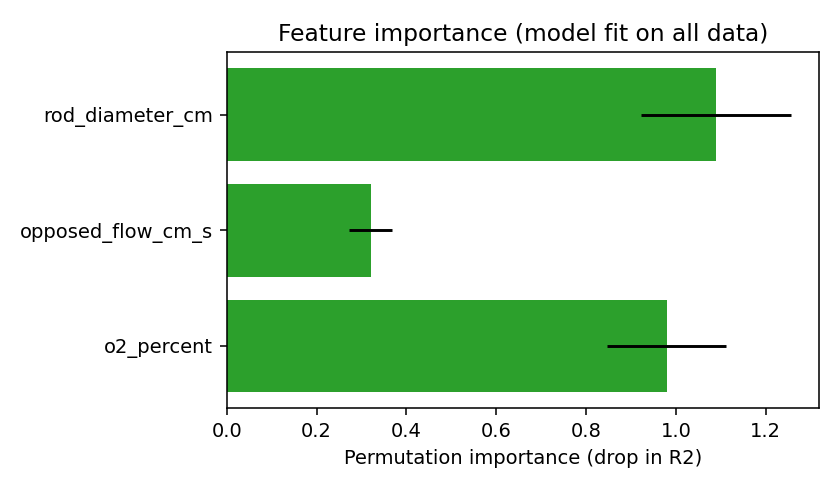 Feature importance (model fit on all data)
rod_diameter_cm
opposed_flow_cm_s
o2_percent
0.0 0.2 0.4 0.6 0.8 1.0 1.2
Permutation importance (drop in R2)